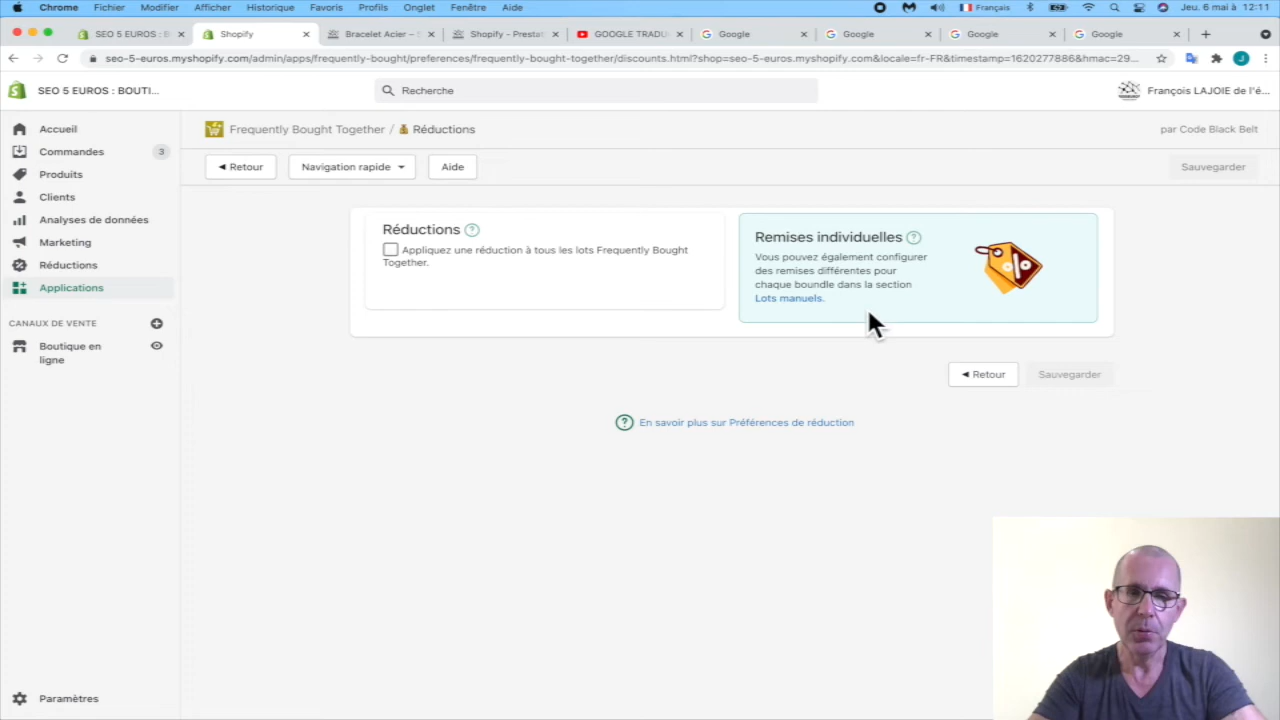 Chrome Fichier Modifier Afficher Historique Favoris Profils Onglet Fenêtre Aide Français Jeu. 6 mai à 12:11
SEO 5 EUROS : B Shopify Bracelet Acier – Shopify - Presta GOOGLE TRADU Google Google Google Google
seo-5-euros.myshopify.com/admin/apps/frequently-bought/preferences/frequently-bought-together/discounts.html?shop=seo-5-euros.myshopify.com&locale=fr-FR&timestamp=1620277886&hmac=29...
SEO 5 EUROS : BOUTI... Recherche François LAJOIE de l'é...
Accueil
Commandes 3
Produits
Clients
Analyses de données
Marketing
Réductions
Applications
CANAUX DE VENTE
Boutique en
ligne
Paramètres
Frequently Bought Together / Réductions par Code Black Belt
◄ Retour Navigation rapide Aide Sauvegarder
Réductions ?
Appliquez une réduction à tous les lots Frequently Bought
Together.
Remises individuelles ?
Vous pouvez également configurer
des remises différentes pour
chaque boundle dans la section
Lots manuels.
%
◄ Retour Sauvegarder
? En savoir plus sur Préférences de réduction